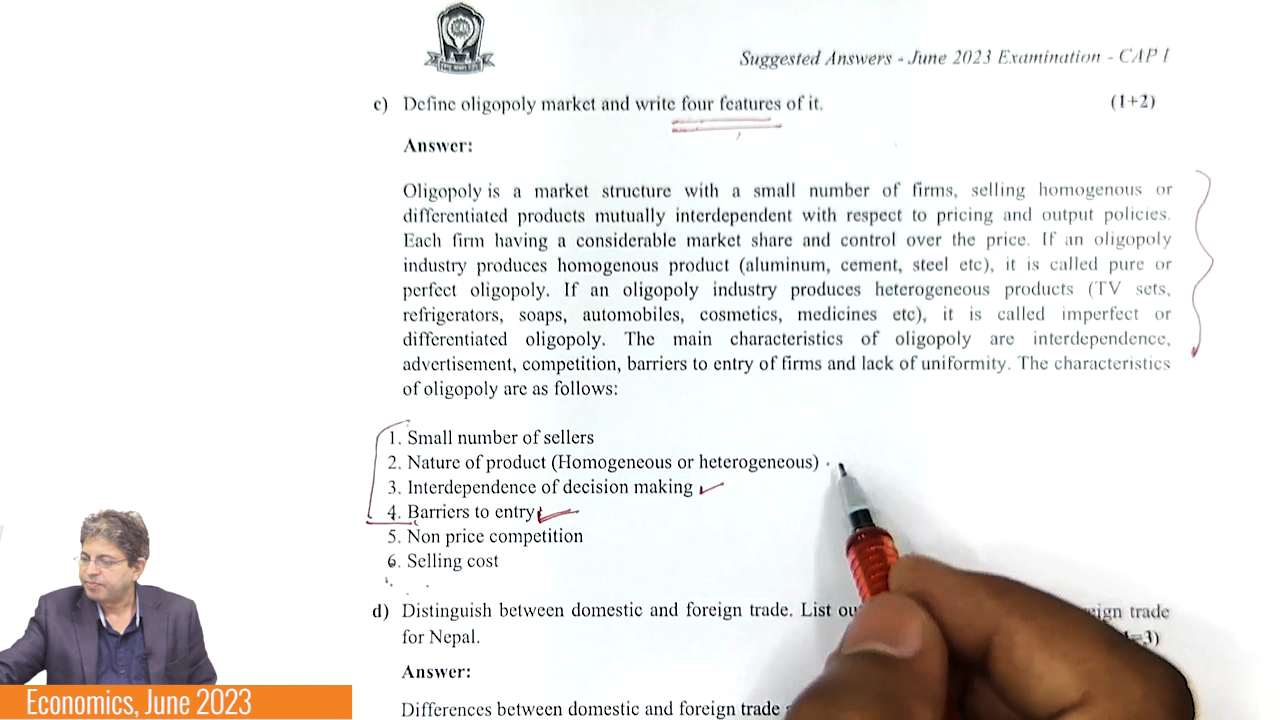 Suggested Answers - June 2023 Examination - CAP I
c) Define oligopoly market and write four features of it. (1+2)
Answer:
Oligopoly is a market structure with a small number of firms, selling homogenous or
differentiated products mutually interdependent with respect to pricing and output policies.
Each firm having a considerable market share and control over the price. If an oligopoly
industry produces homogenous product (aluminum, cement, steel etc), it is called pure or
perfect oligopoly. If an oligopoly industry produces heterogeneous products (TV sets,
refrigerators, soaps, automobiles, cosmetics, medicines etc), it is called imperfect or
differentiated oligopoly. The main characteristics of oligopoly are interdependence,
advertisement, competition, barriers to entry of firms and lack of uniformity. The characteristics
of oligopoly are as follows:
1. Small number of sellers
2. Nature of product (Homogeneous or heterogeneous)
3. Interdependence of decision making
4. Barriers to entry
5. Non price competition
6. Selling cost
d) Distinguish between domestic and foreign trade. List trade
for Nepal. =3)
Answer:
Differences between domestic and foreign trade
Economics, June 2023